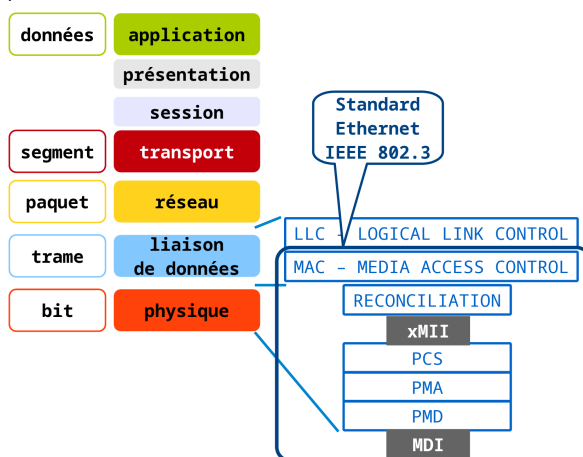 données
application
présentation
session
segment
transport
paquet
réseau
trame
liaison
de données
bit
physique
Standard
Ethernet
IEEE 802.3
LLC – LOGICAL LINK CONTROL
MAC – MEDIA ACCESS CONTROL
RECONCILIATION
xMII
PCS
PMA
PMD
MDI